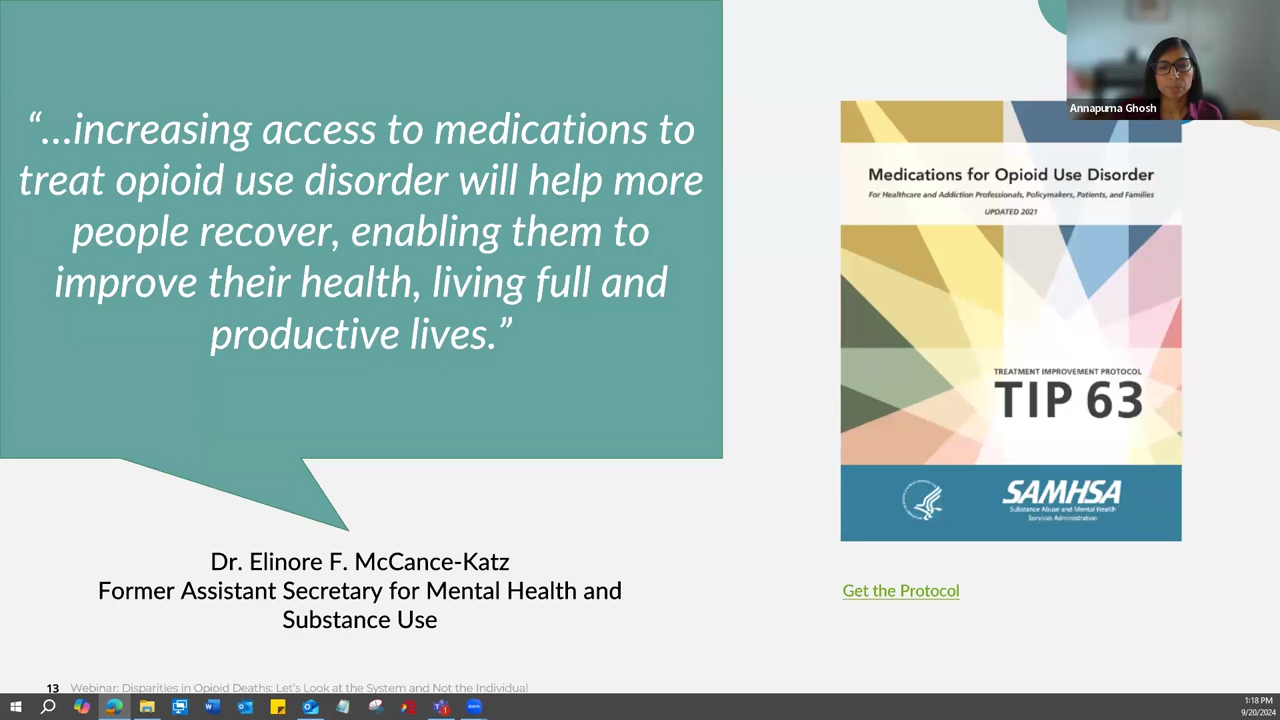 “…increasing access to medications to
treat opioid use disorder will help more
people recover, enabling them to
improve their health, living full and
productive lives.”
Dr. Elinore F. McCance-Katz
Former Assistant Secretary for Mental Health and
Substance Use
Annapurna Ghosh
Medications for Opioid Use Disorder
For Healthcare and Addiction Professionals, Policymakers, Patients, and Families
UPDATED 2021
TREATMENT IMPROVEMENT PROTOCOL
TIP 63
SAMHSA
Substance Abuse and Mental Health
Services Administration
Get the Protocol
13 Webinar: Disparities in Opioid Deaths: Let's Look at the System and Not the Individual
1:18 PM
9/20/2024